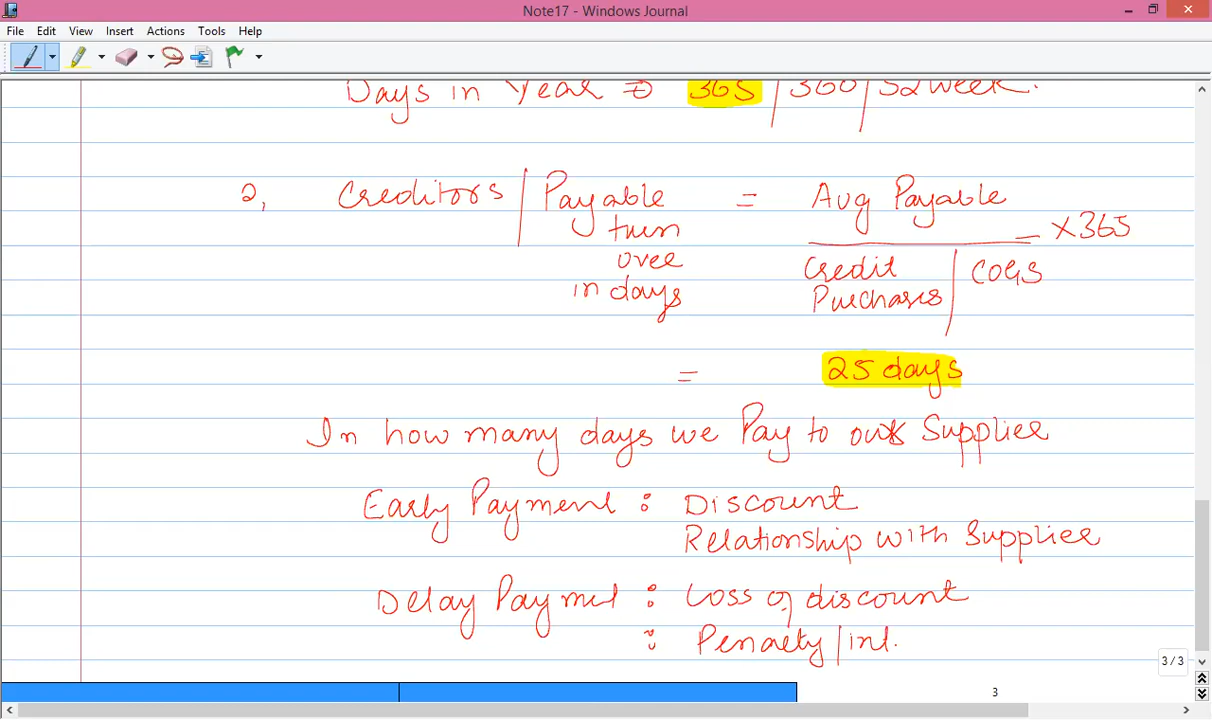 Note17 - Windows Journal
File Edit View Insert Actions Tools Help
Days in Year ⇒ 365 / 360 / 52 week.
2, Creditors | Payable = Avg Payable
turn × 365
over Credit | COGS
in days Purchases
= 25 days
In how many days we Pay to our Supplier
Early Payment : Discount
Relationship with Supplier
Delay Paymet : Loss of discount
: Penalty / int.
3 / 3
3